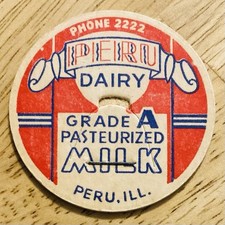 PHONE 2222
PERU
DAIRY
GRADE A
PASTEURIZED
MILK
PERU, ILL.